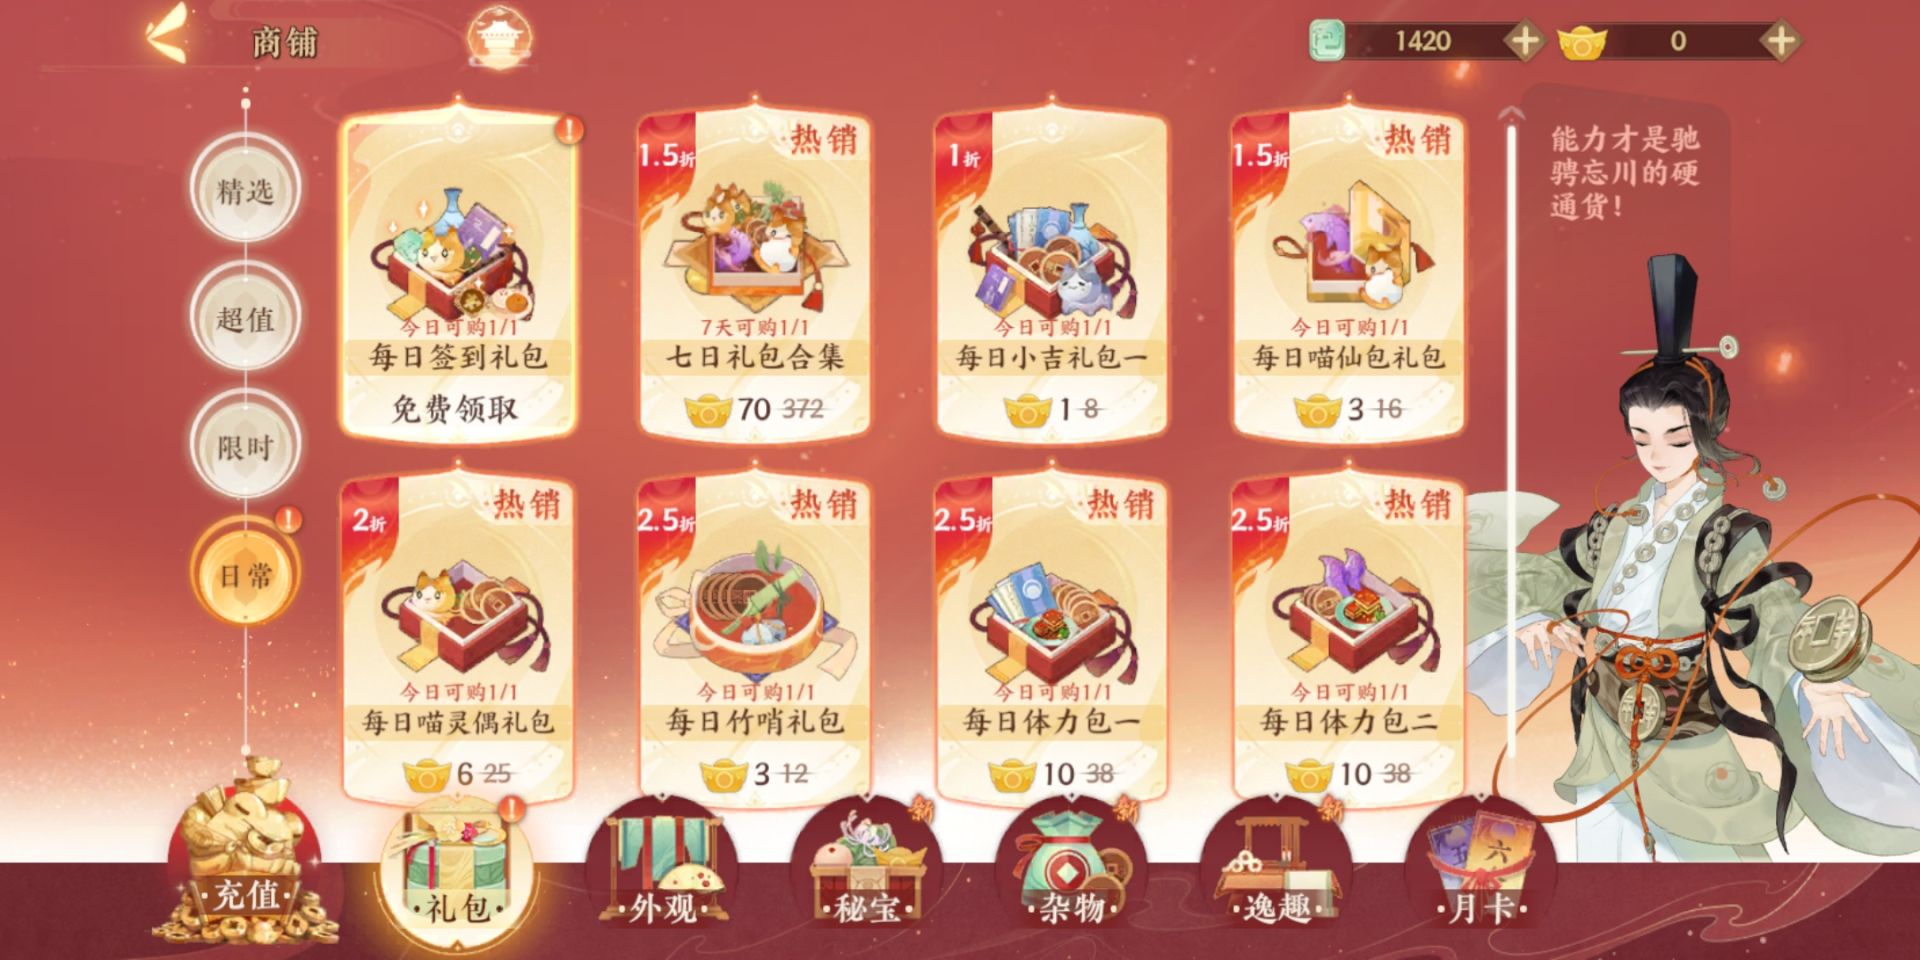 商铺
1420
0
精选
超值
限时
日常
今日可购1/1
每日签到礼包
免费领取
1.5折
热销
7天可购1/1
七日礼包合集
70 372
1折
今日可购1/1
每日小吉礼包一
1 8
1.5折
热销
今日可购1/1
每日喵仙包礼包
3 16
能力才是驰
骋忘川的硬
通货!
2折
热销
今日可购1/1
每日喵灵偶礼包
6 25
2.5折
热销
今日可购1/1
每日竹哨礼包
3 12
2.5折
热销
今日可购1/1
每日体力包一
10 38
2.5折
热销
今日可购1/1
每日体力包二
10 38
·充值·
·礼包·
·外观·
新
·秘宝·
新
·杂物·
新
·逸趣·
五
六
·月卡·